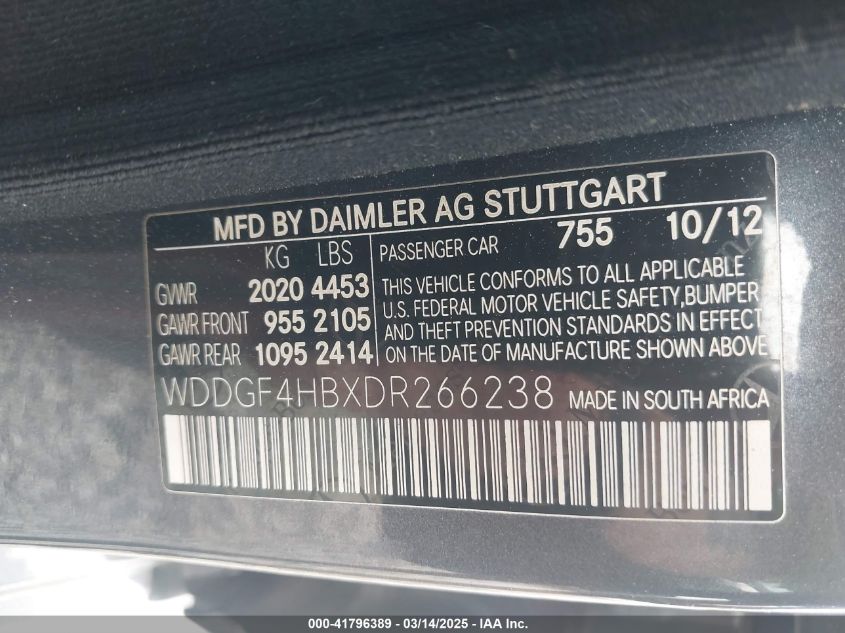 MFD BY DAIMLER AG STUTTGART
KG LBS
GVWR 2020 4453
GAWR FRONT 955 2105
GAWR REAR 1095 2414
PASSENGER CAR 755 10/12
THIS VEHICLE CONFORMS TO ALL APPLICABLE
U.S. FEDERAL MOTOR VEHICLE SAFETY,BUMPER
AND THEFT PREVENTION STANDARDS IN EFFECT
ON THE DATE OF MANUFACTURE SHOWN ABOVE
WDDGF4HBXDR266238 MADE IN SOUTH AFRICA
000-41796389 - 03/14/2025 - IAA Inc.